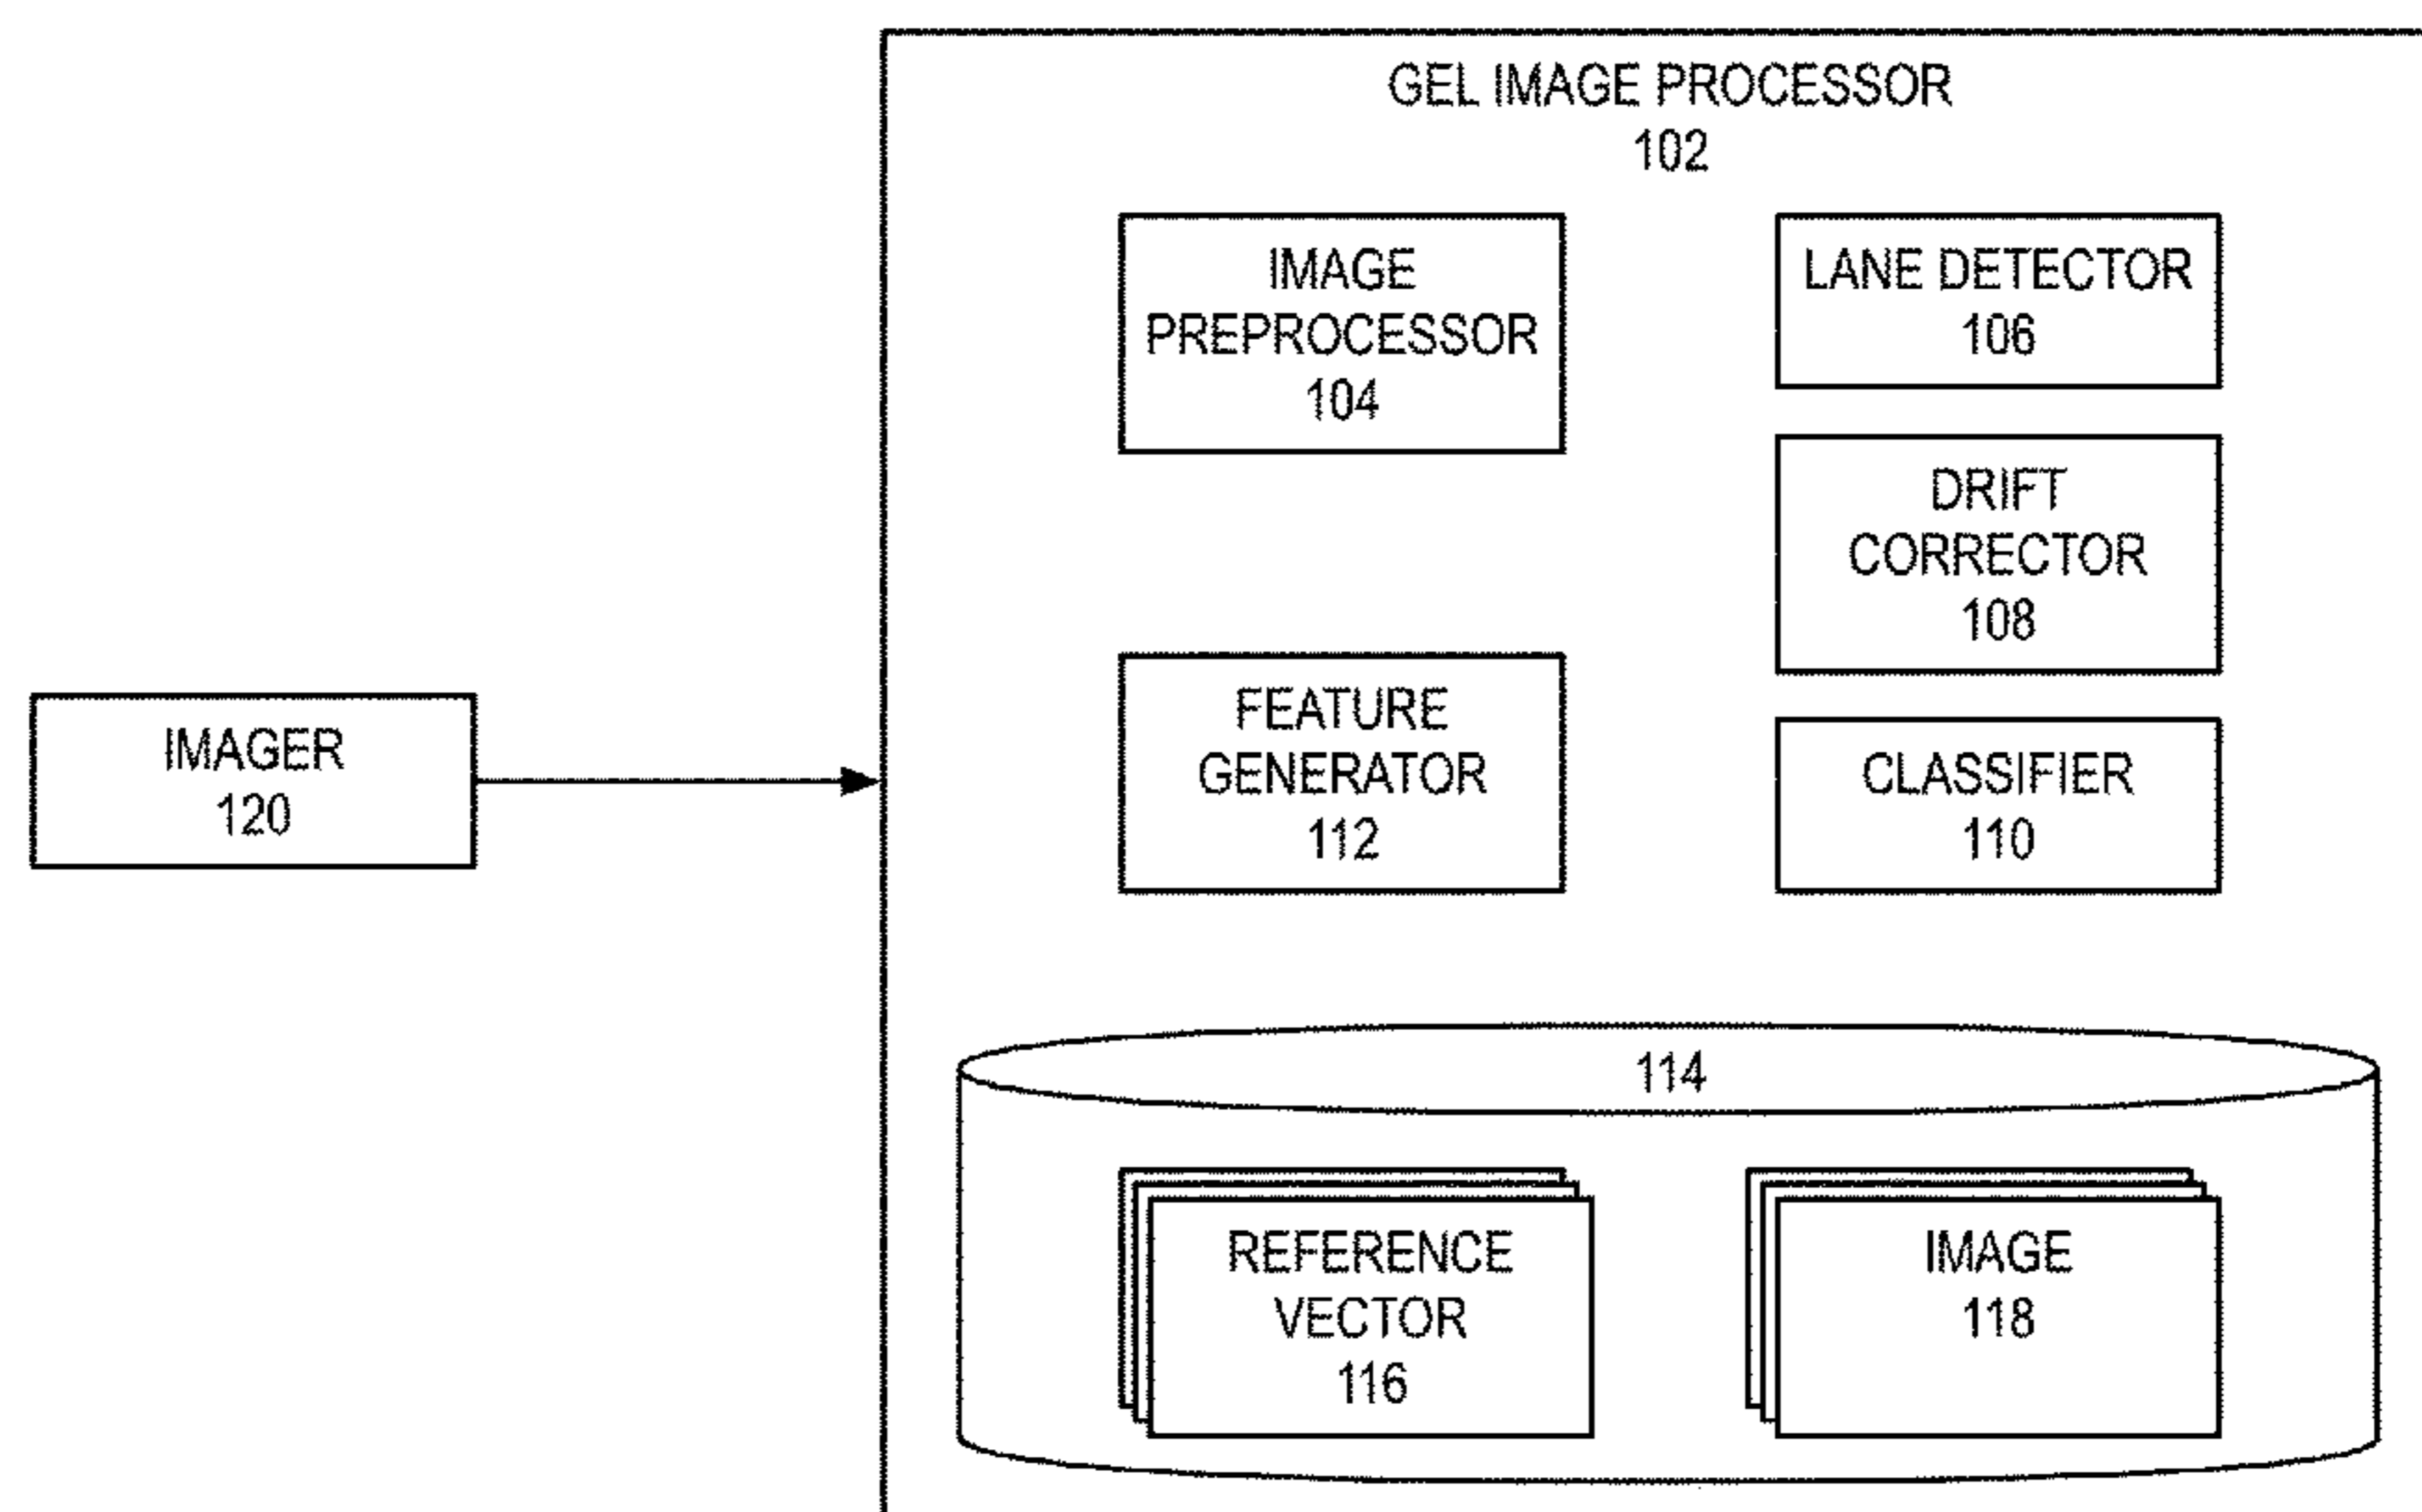 GEL IMAGE PROCESSOR
102
IMAGE
PREPROCESSOR
104
LANE DETECTOR
106
DRIFT
CORRECTOR
108
IMAGER
120
FEATURE
GENERATOR
112
CLASSIFIER
110
114
REFERENCE
VECTOR
116
IMAGE
118